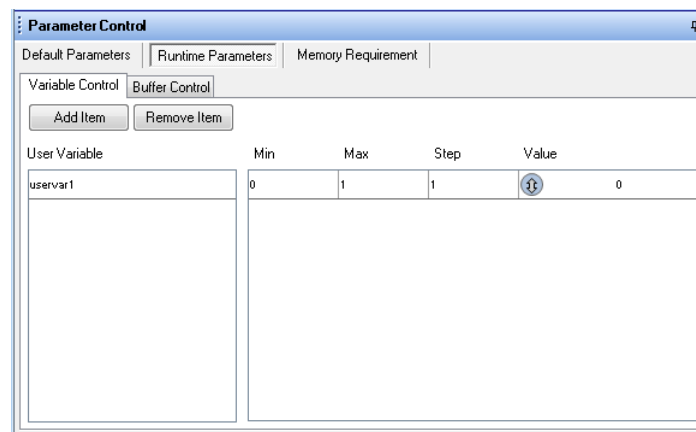 Parameter Control
Default Parameters Runtime Parameters Memory Requirement
Variable Control Buffer Control
Add Item Remove Item
User Variable Min Max Step Value
uservar1 0 1 1 0